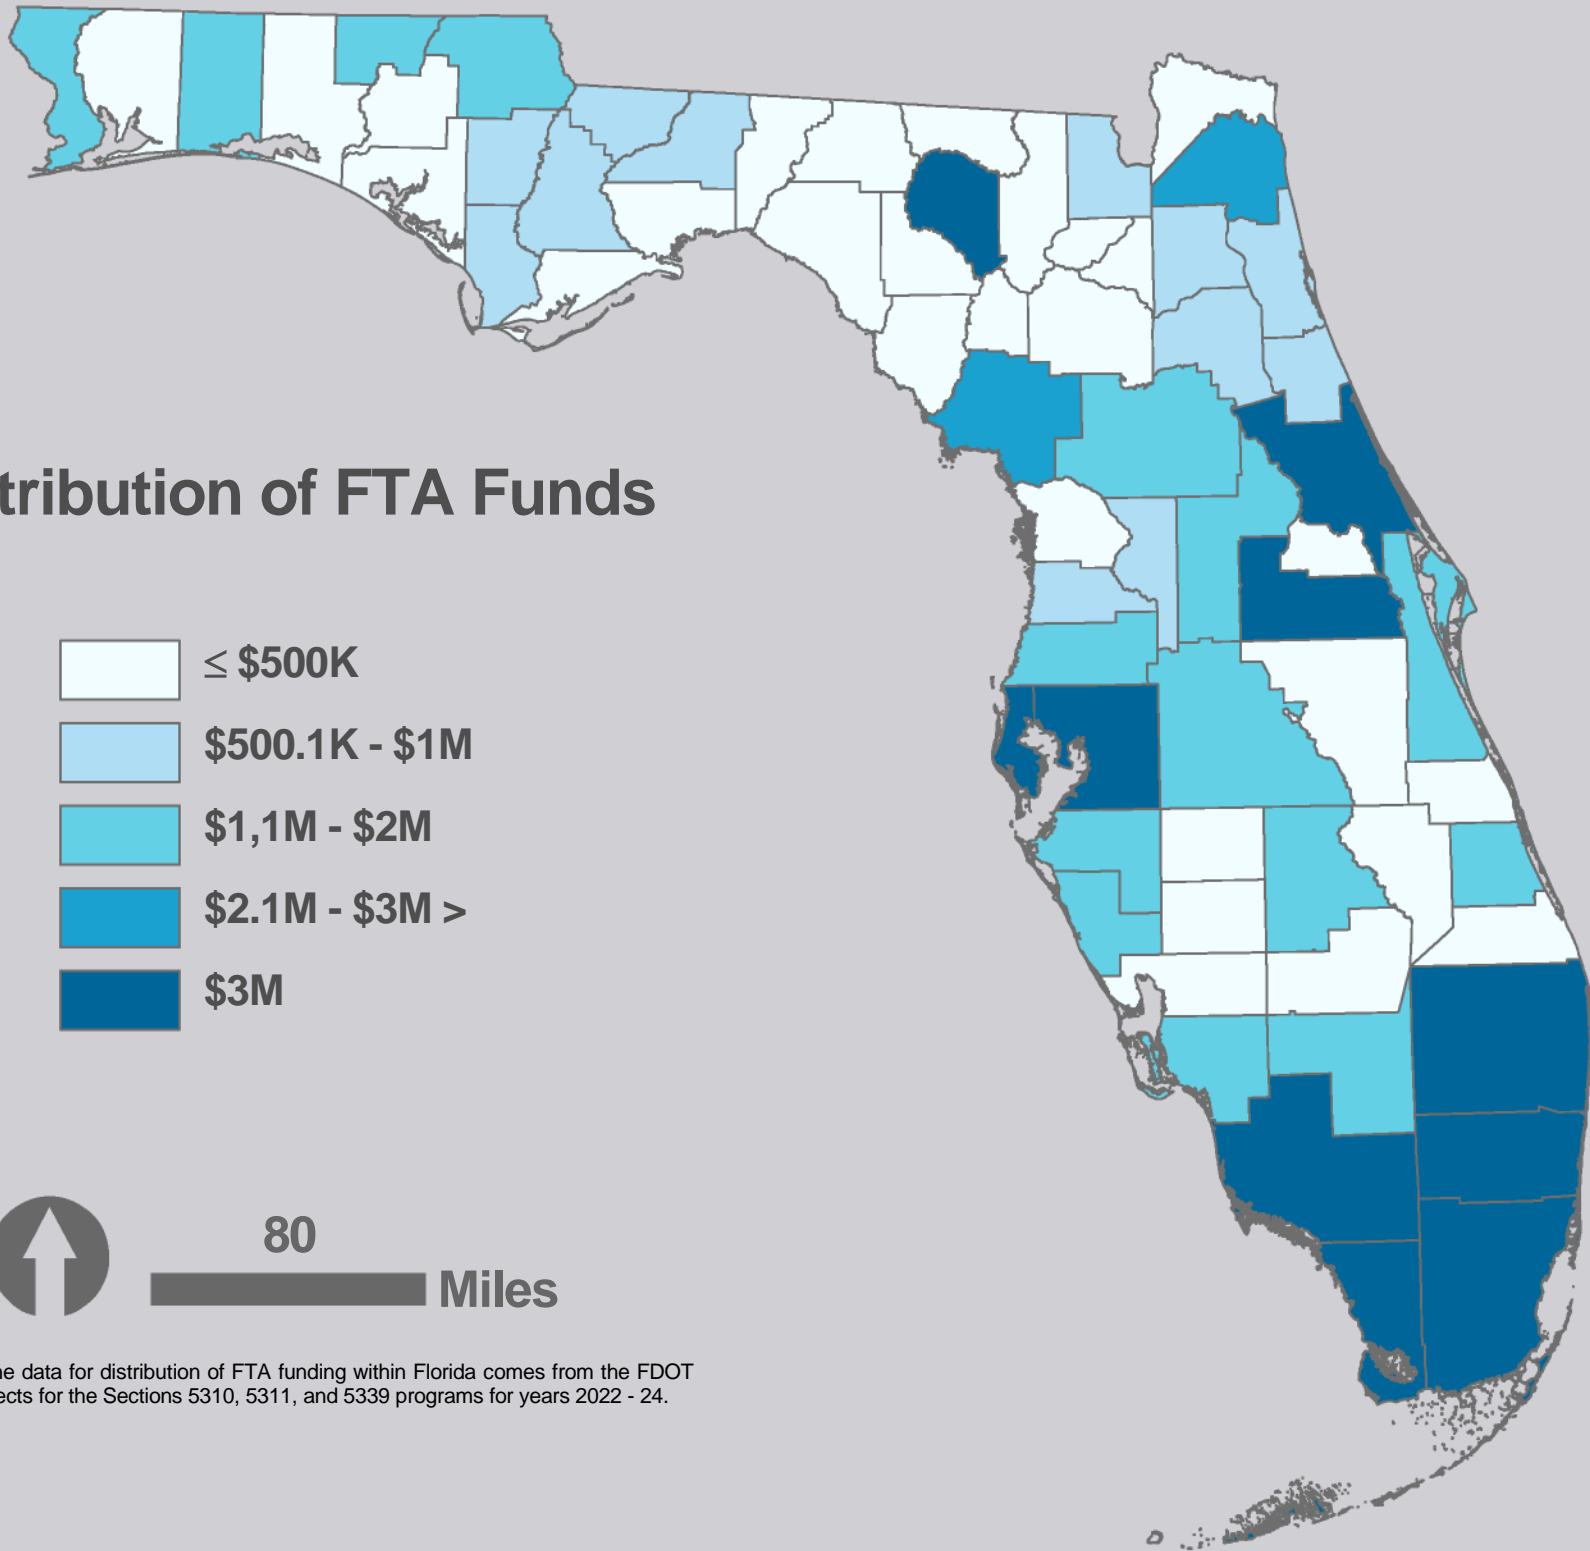 tribution of FTA Funds
≤ $500K
$500.1K - $1M
$1,1M - $2M
$2.1M - $3M >
$3M
80
Miles
ne data for distribution of FTA funding within Florida comes from the FDOT
ects for the Sections 5310, 5311, and 5339 programs for years 2022 - 24.